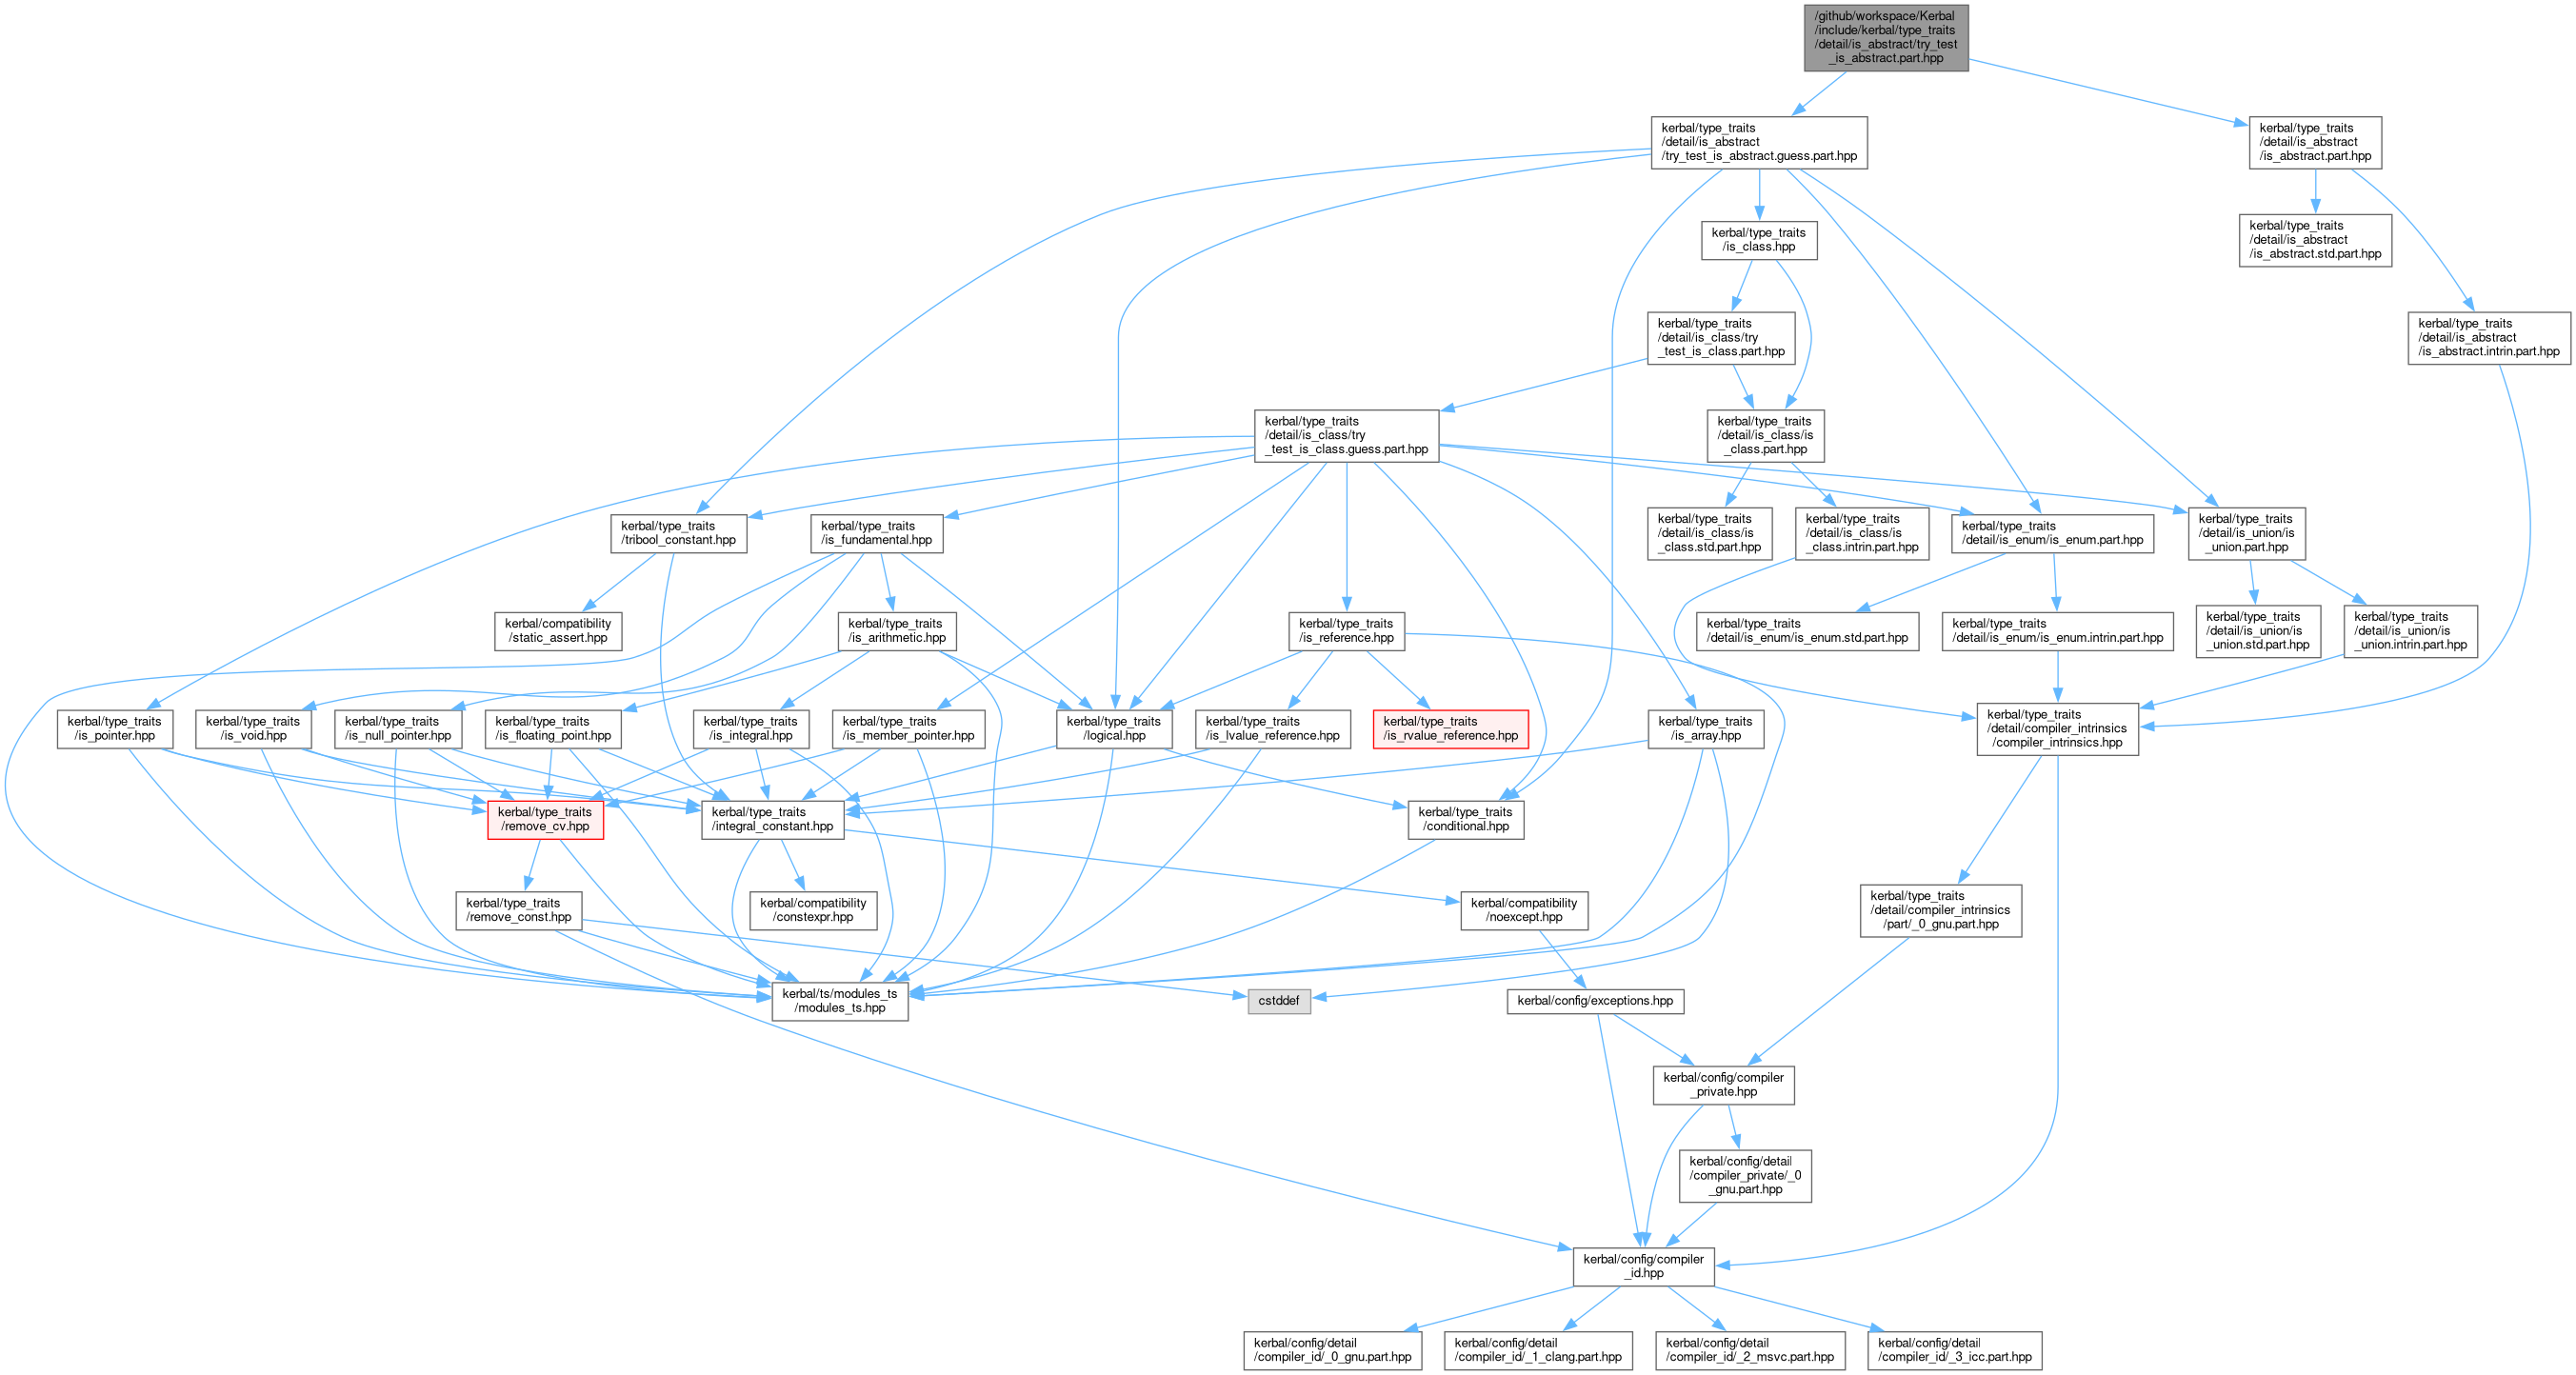 /github/workspace/Kerbal
/include/kerbal/type_traits
/detail/is_abstract/try_test
_is_abstract.part.hpp
kerbal/type_traits
/detail/is_abstract
/try_test_is_abstract.guess.part.hpp
kerbal/type_traits
/detail/is_abstract
/is_abstract.part.hpp
kerbal/type_traits
/is_class.hpp
kerbal/type_traits
/detail/is_abstract
/is_abstract.std.part.hpp
kerbal/type_traits
/detail/is_class/try
_test_is_class.part.hpp
kerbal/type_traits
/detail/is_abstract
/is_abstract.intrin.part.hpp
kerbal/type_traits
/detail/is_class/try
_test_is_class.guess.part.hpp
kerbal/type_traits
/detail/is_class/is
_class.part.hpp
kerbal/type_traits
/tribool_constant.hpp
kerbal/type_traits
/is_fundamental.hpp
kerbal/type_traits
/detail/is_class/is
_class.std.part.hpp
kerbal/type_traits
/detail/is_class/is
_class.intrin.part.hpp
kerbal/type_traits
/detail/is_enum/is_enum.part.hpp
kerbal/type_traits
/detail/is_union/is
_union.part.hpp
kerbal/compatibility
/static_assert.hpp
kerbal/type_traits
/is_arithmetic.hpp
kerbal/type_traits
/is_reference.hpp
kerbal/type_traits
/detail/is_enum/is_enum.std.part.hpp
kerbal/type_traits
/detail/is_enum/is_enum.intrin.part.hpp
kerbal/type_traits
/detail/is_union/is
_union.std.part.hpp
kerbal/type_traits
/detail/is_union/is
_union.intrin.part.hpp
kerbal/type_traits
/is_pointer.hpp
kerbal/type_traits
/is_void.hpp
kerbal/type_traits
/is_null_pointer.hpp
kerbal/type_traits
/is_floating_point.hpp
kerbal/type_traits
/is_integral.hpp
kerbal/type_traits
/is_member_pointer.hpp
kerbal/type_traits
/logical.hpp
kerbal/type_traits
/is_lvalue_reference.hpp
kerbal/type_traits
/is_rvalue_reference.hpp
kerbal/type_traits
/is_array.hpp
kerbal/type_traits
/detail/compiler_intrinsics
/compiler_intrinsics.hpp
kerbal/type_traits
/remove_cv.hpp
kerbal/type_traits
/integral_constant.hpp
kerbal/type_traits
/conditional.hpp
kerbal/type_traits
/remove_const.hpp
kerbal/compatibility
/constexpr.hpp
kerbal/compatibility
/noexcept.hpp
kerbal/type_traits
/detail/compiler_intrinsics
/part/_0_gnu.part.hpp
kerbal/ts/modules_ts
/modules_ts.hpp
cstddef
kerbal/config/exceptions.hpp
kerbal/config/compiler
_private.hpp
kerbal/config/detail
/compiler_private/_0
_gnu.part.hpp
kerbal/config/compiler
_id.hpp
kerbal/config/detail
/compiler_id/_0_gnu.part.hpp
kerbal/config/detail
/compiler_id/_1_clang.part.hpp
kerbal/config/detail
/compiler_id/_2_msvc.part.hpp
kerbal/config/detail
/compiler_id/_3_icc.part.hpp